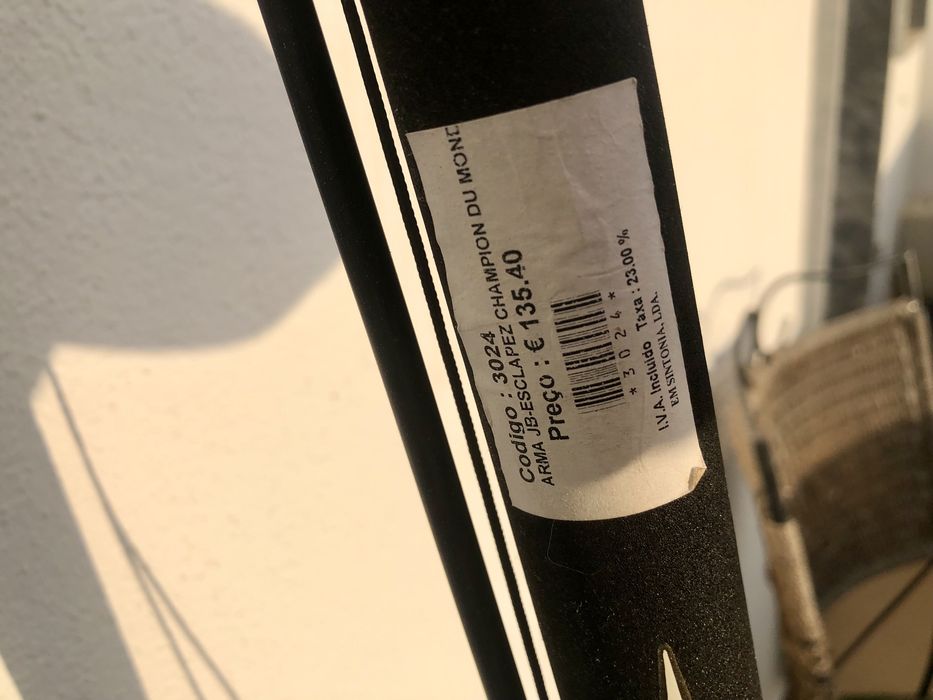 Codigo : 3024
ARMA JB-ESCLAPEZ CHAMPION DU MOND
Preço : € 135.40
* 3 0 2 4 *
I.V.A. Incluido Taxa : 23.00 %
EM SINTONIA, LDA.